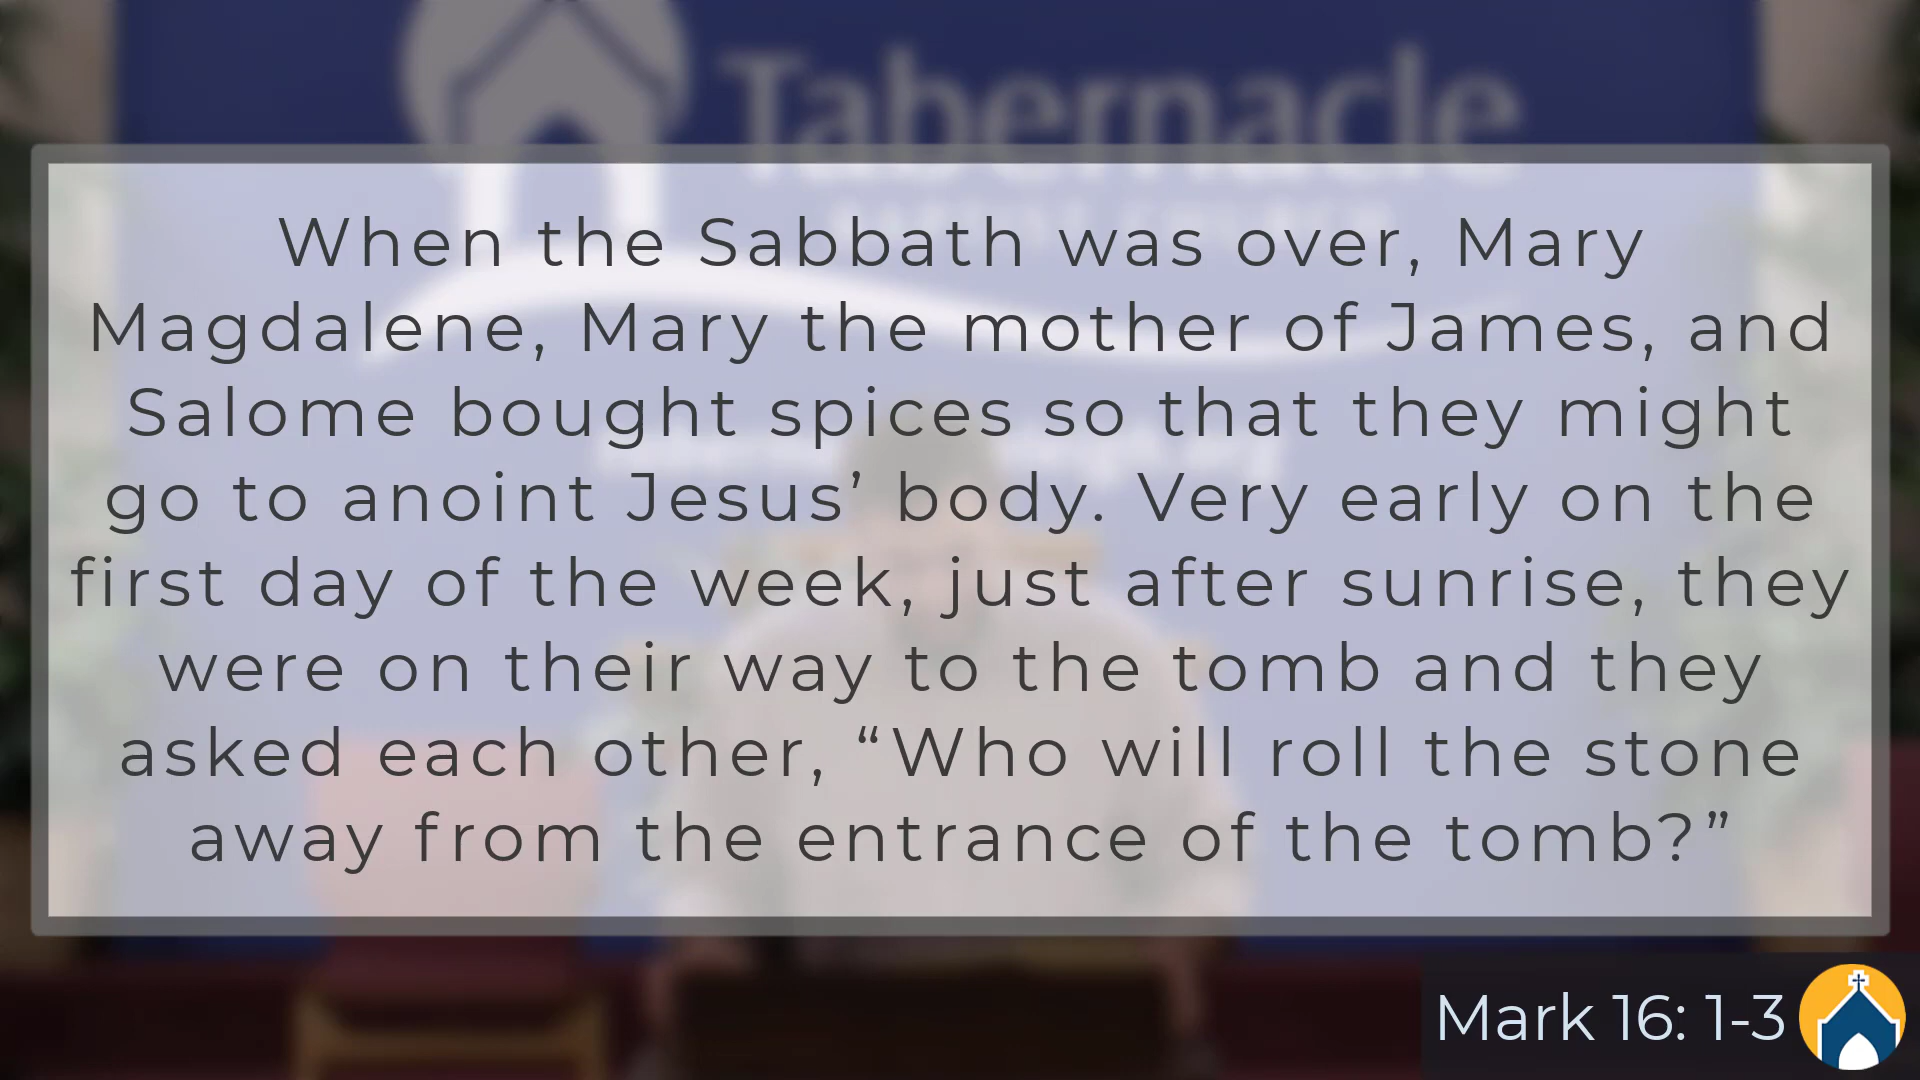 Tabernacle
When the Sabbath was over, Mary
Magdalene, Mary the mother of James, and
Salome bought spices so that they might
go to anoint Jesus’ body. Very early on the
first day of the week, just after sunrise, they
were on their way to the tomb and they
asked each other, “Who will roll the stone
away from the entrance of the tomb?”
Mark 16: 1-3